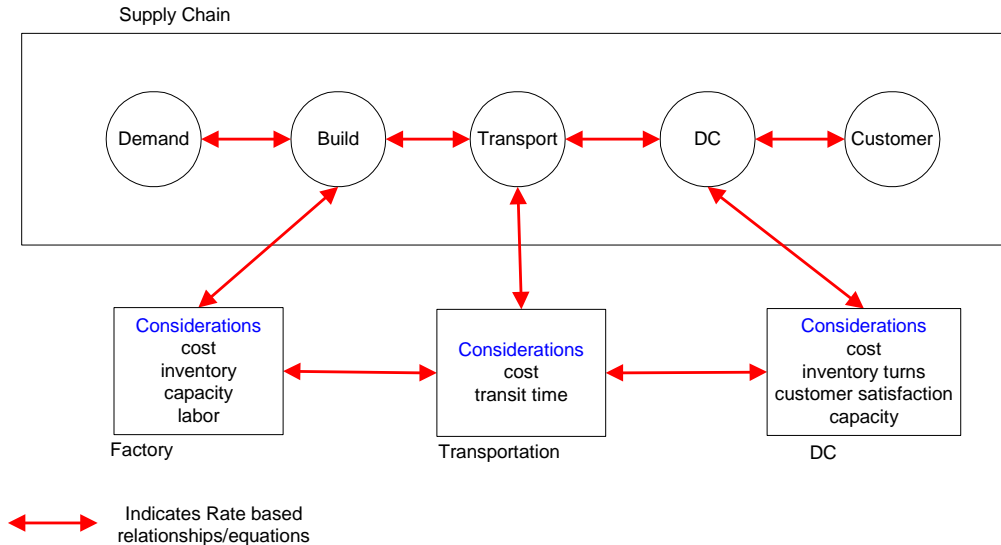 Supply Chain
Demand
Build
Transport
DC
Customer
Considerations
cost
inventory
capacity
labor
Factory
Considerations
cost
transit time
Transportation
Considerations
cost
inventory turns
customer satisfaction
capacity
DC
Indicates Rate based
relationships/equations